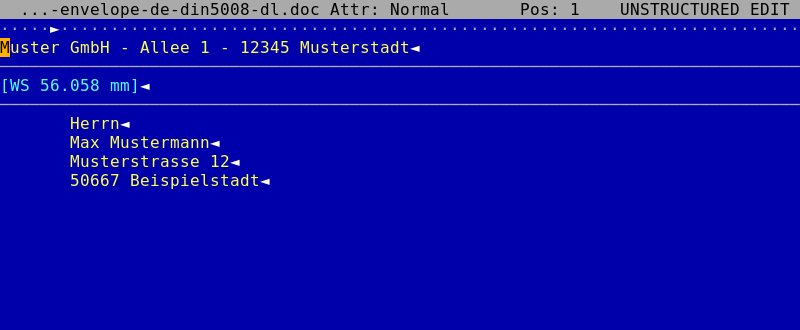 ...-envelope-de-din5008-dl.doc Attr: Normal Pos: 1 UNSTRUCTURED EDIT
Muster GmbH - Allee 1 - 12345 Musterstadt◄
[WS 56.058 mm]◄
Herrn◄
Max Mustermann◄
Musterstrasse 12◄
50667 Beispielstadt◄